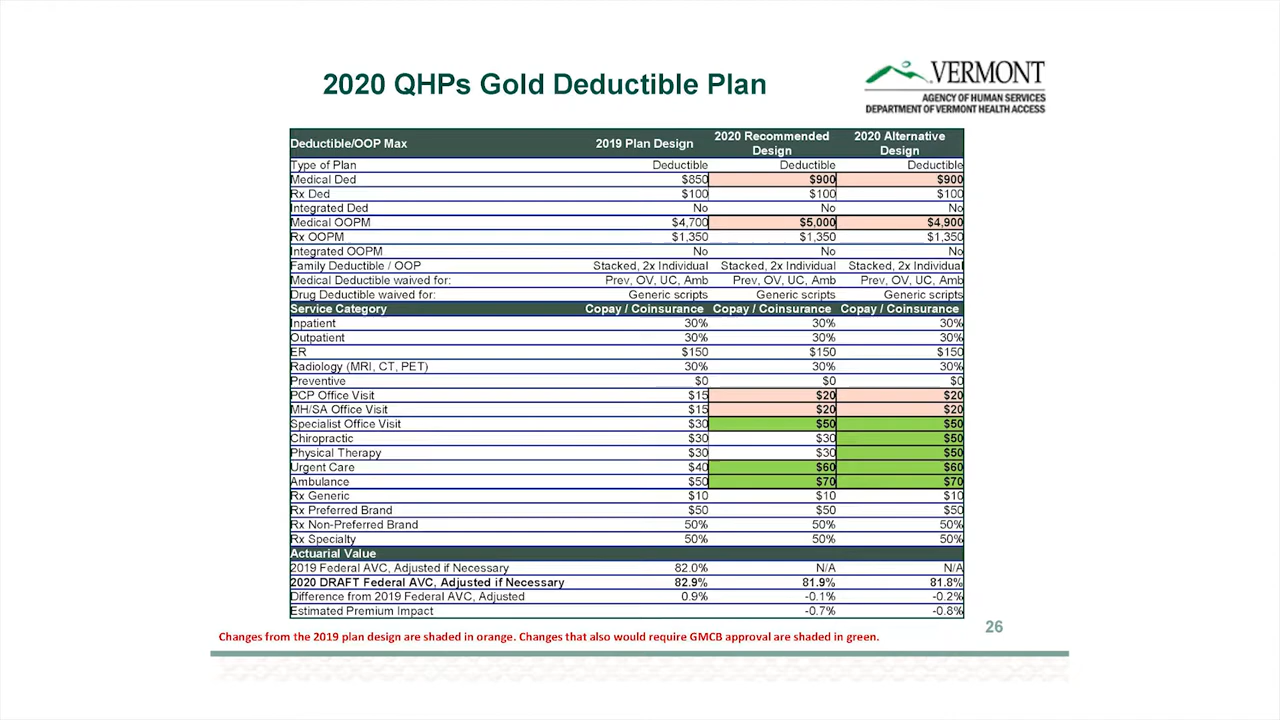 2020 QHPs Gold Deductible Plan
VERMONT
AGENCY OF HUMAN SERVICES
DEPARTMENT OF VERMONT HEALTH ACCESS
Deductible/OOP Max 2019 Plan Design 2020 Recommended Design 2020 Alternative Design
Type of Plan Deductible Deductible Deductible
Medical Ded $850 $900 $900
Rx Ded $100 $100 $100
Integrated Ded No No No
Medical OOPM $4,700 $5,000 $4,900
Rx OOPM $1,350 $1,350 $1,350
Integrated OOPM No No No
Family Deductible / OOP Stacked, 2x Individual Stacked, 2x Individual Stacked, 2x Individual
Medical Deductible waived for: Prev, OV, UC, Amb Prev, OV, UC, Amb Prev, OV, UC, Amb
Drug Deductible waived for: Generic scripts Generic scripts Generic scripts
Service Category Copay / Coinsurance Copay / Coinsurance Copay / Coinsurance
Inpatient 30% 30% 30%
Outpatient 30% 30% 30%
ER $150 $150 $150
Radiology (MRI, CT, PET) 30% 30% 30%
Preventive $0 $0 $0
PCP Office Visit $15 $20 $20
MH/SA Office Visit $15 $20 $20
Specialist Office Visit $30 $50 $50
Chiropractic $30 $30 $50
Physical Therapy $30 $30 $50
Urgent Care $40 $60 $60
Ambulance $50 $70 $70
Rx Generic $10 $10 $10
Rx Preferred Brand $50 $50 $50
Rx Non-Preferred Brand 50% 50% 50%
Rx Specialty 50% 50% 50%
Actuarial Value
2019 Federal AVC, Adjusted if Necessary 82.0% N/A N/A
2020 DRAFT Federal AVC, Adjusted if Necessary 82.9% 81.9% 81.8%
Difference from 2019 Federal AVC, Adjusted 0.9% -0.1% -0.2%
Estimated Premium Impact -0.7% -0.8%
Changes from the 2019 plan design are shaded in orange. Changes that also would require GMCB approval are shaded in green.
26